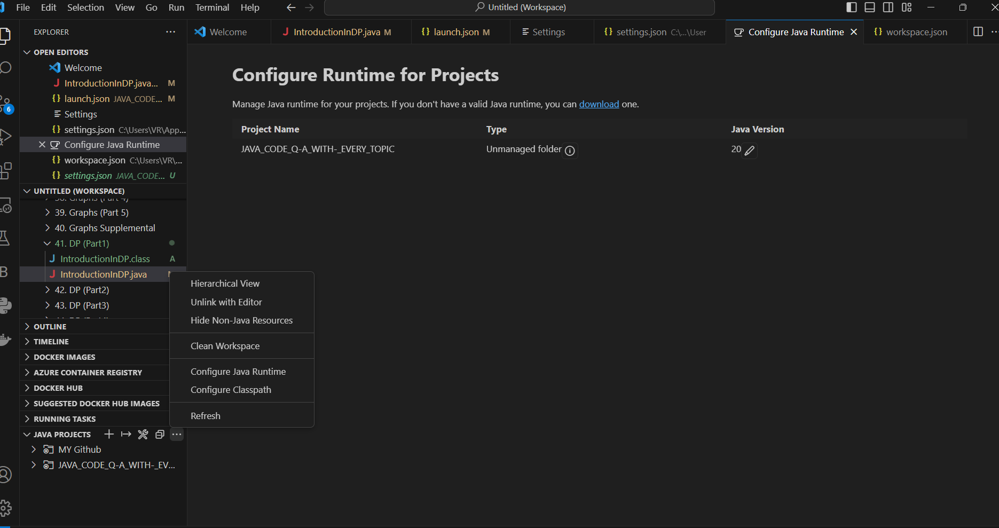 File Edit Selection View Go Run Terminal Help
Untitled (Workspace)
EXPLORER
Welcome
IntroductionInDP.java M
{} launch.json M
Settings
{} settings.json C:\...\User
Configure Java Runtime
{} workspace.json
OPEN EDITORS
Welcome
IntroductionInDP.java... M
{} launch.json JAVA_CODE... M
Settings
{} settings.json C:\Users\VR\App...
Configure Java Runtime
{} workspace.json C:\Users\VR\...
{} settings.json JAVA_CODE... U
6
UNTITLED (WORKSPACE)
38. Graphs (Part 4)
39. Graphs (Part 5)
40. Graphs Supplemental
41. DP (Part1)
IntroductionInDP.class A
IntroductionInDP.java
42. DP (Part2)
43. DP (Part3)
OUTLINE
TIMELINE
DOCKER IMAGES
AZURE CONTAINER REGISTRY
DOCKER HUB
SUGGESTED DOCKER HUB IMAGES
RUNNING TASKS
JAVA PROJECTS
MY Github
JAVA_CODE_Q-A_WITH-_EV...
Hierarchical View
Unlink with Editor
Hide Non-Java Resources
Clean Workspace
Configure Java Runtime
Configure Classpath
Refresh
Configure Runtime for Projects
Manage Java runtime for your projects. If you don't have a valid Java runtime, you can download one.
Project Name Type Java Version
JAVA_CODE_Q-A_WITH-_EVERY_TOPIC Unmanaged folder 20